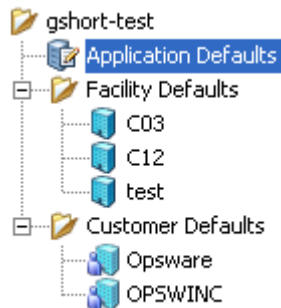 gshort-test
Application Defaults
Facility Defaults
C03
C12
test
Customer Defaults
Opsware
OPSWINC